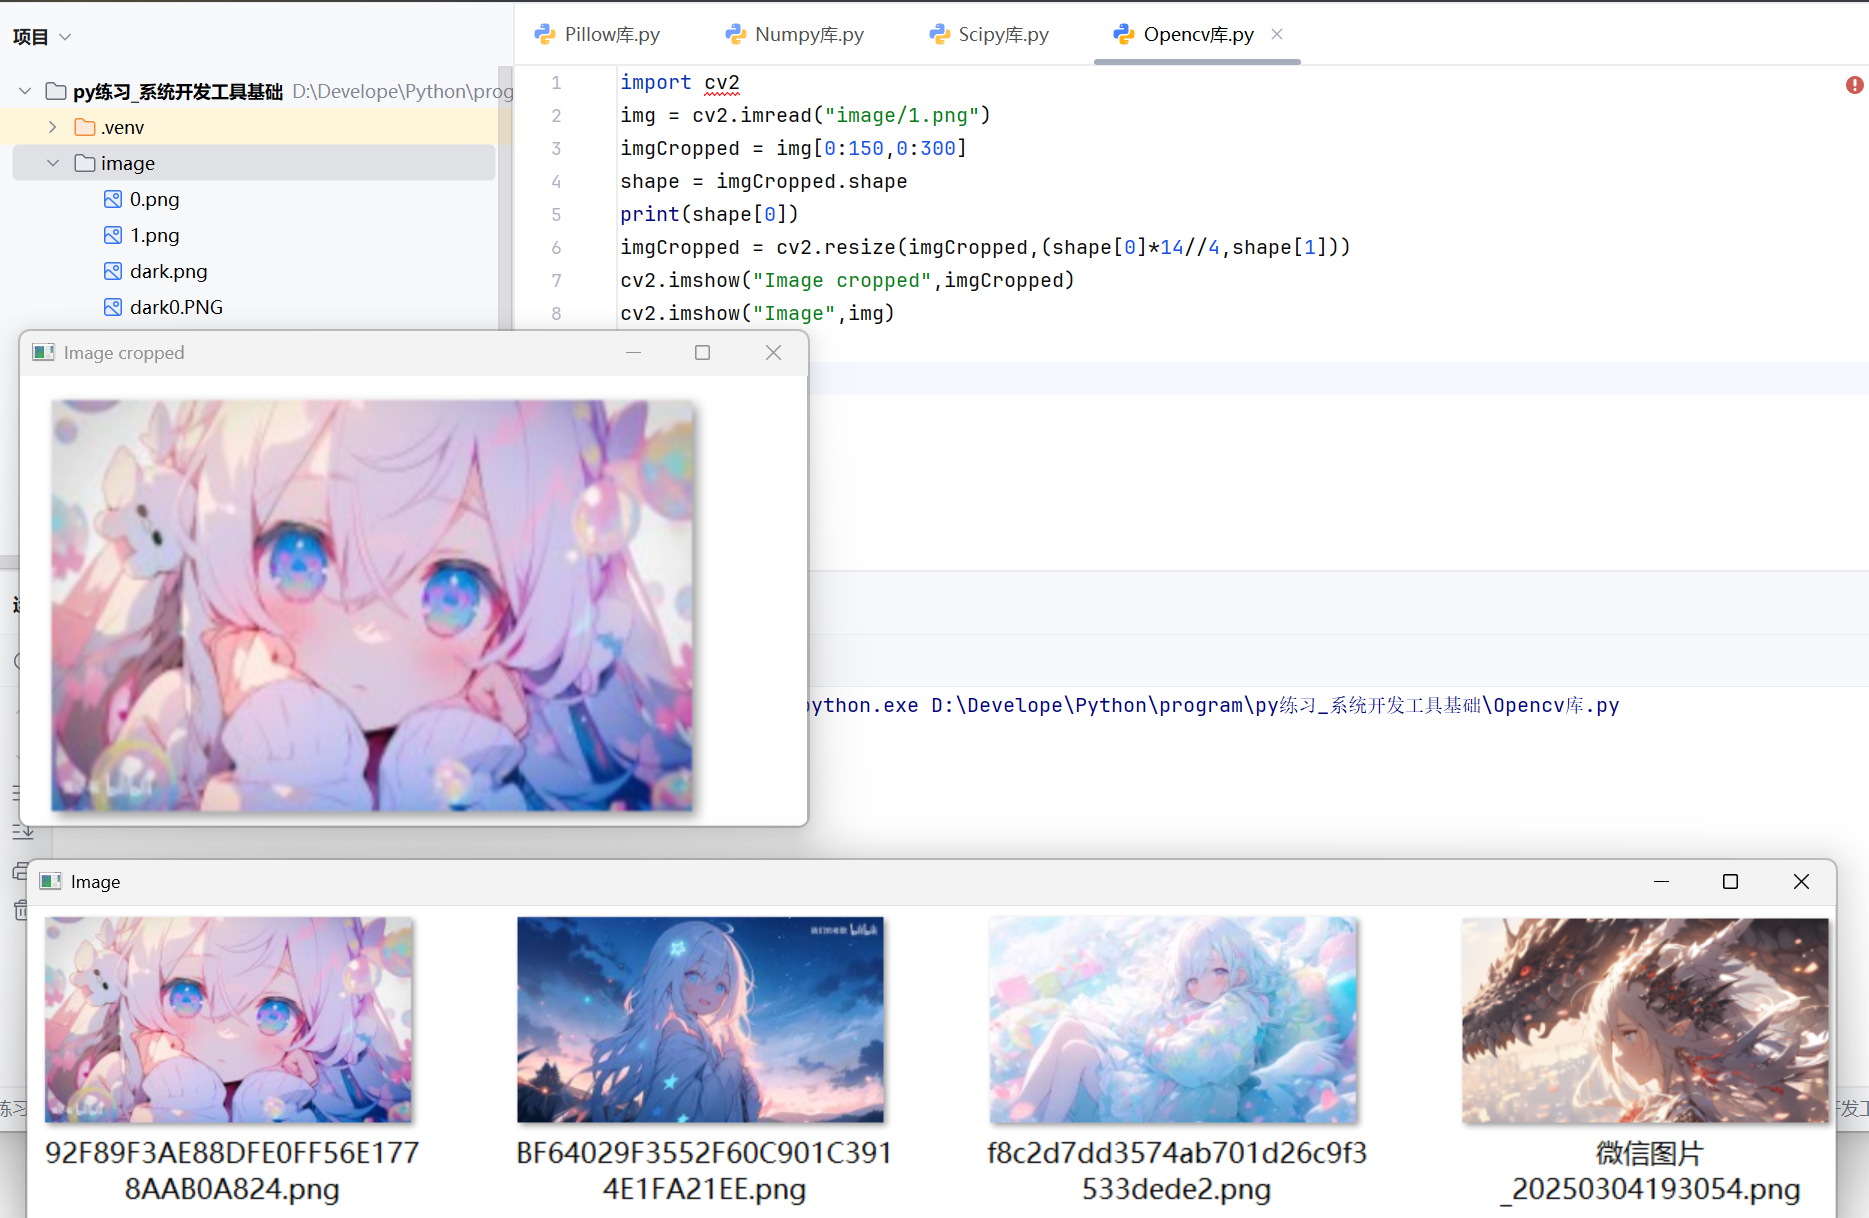 项目
Pillow库.py
Numpy库.py
Scipy库.py
Opencv库.py
py练习_系统开发工具基础 D:\Develope\Python\prog
.venv
image
0.png
1.png
dark.png
dark0.PNG
1 import cv2
2 img = cv2.imread("image/1.png")
3 imgCropped = img[0:150,0:300]
4 shape = imgCropped.shape
5 print(shape[0])
6 imgCropped = cv2.resize(imgCropped,(shape[0]*14//4,shape[1]))
7 cv2.imshow("Image cropped",imgCropped)
8 cv2.imshow("Image",img)
Image cropped
python.exe D:\Develope\Python\program\py练习_系统开发工具基础\Opencv库.py
Image
92F89F3AE88DFE0FF56E177
8AAB0A824.png
BF64029F3552F60C901C391
4E1FA21EE.png
f8c2d7dd3574ab701d26c9f3
533dede2.png
微信图片
_20250304193054.png
练习
开发工